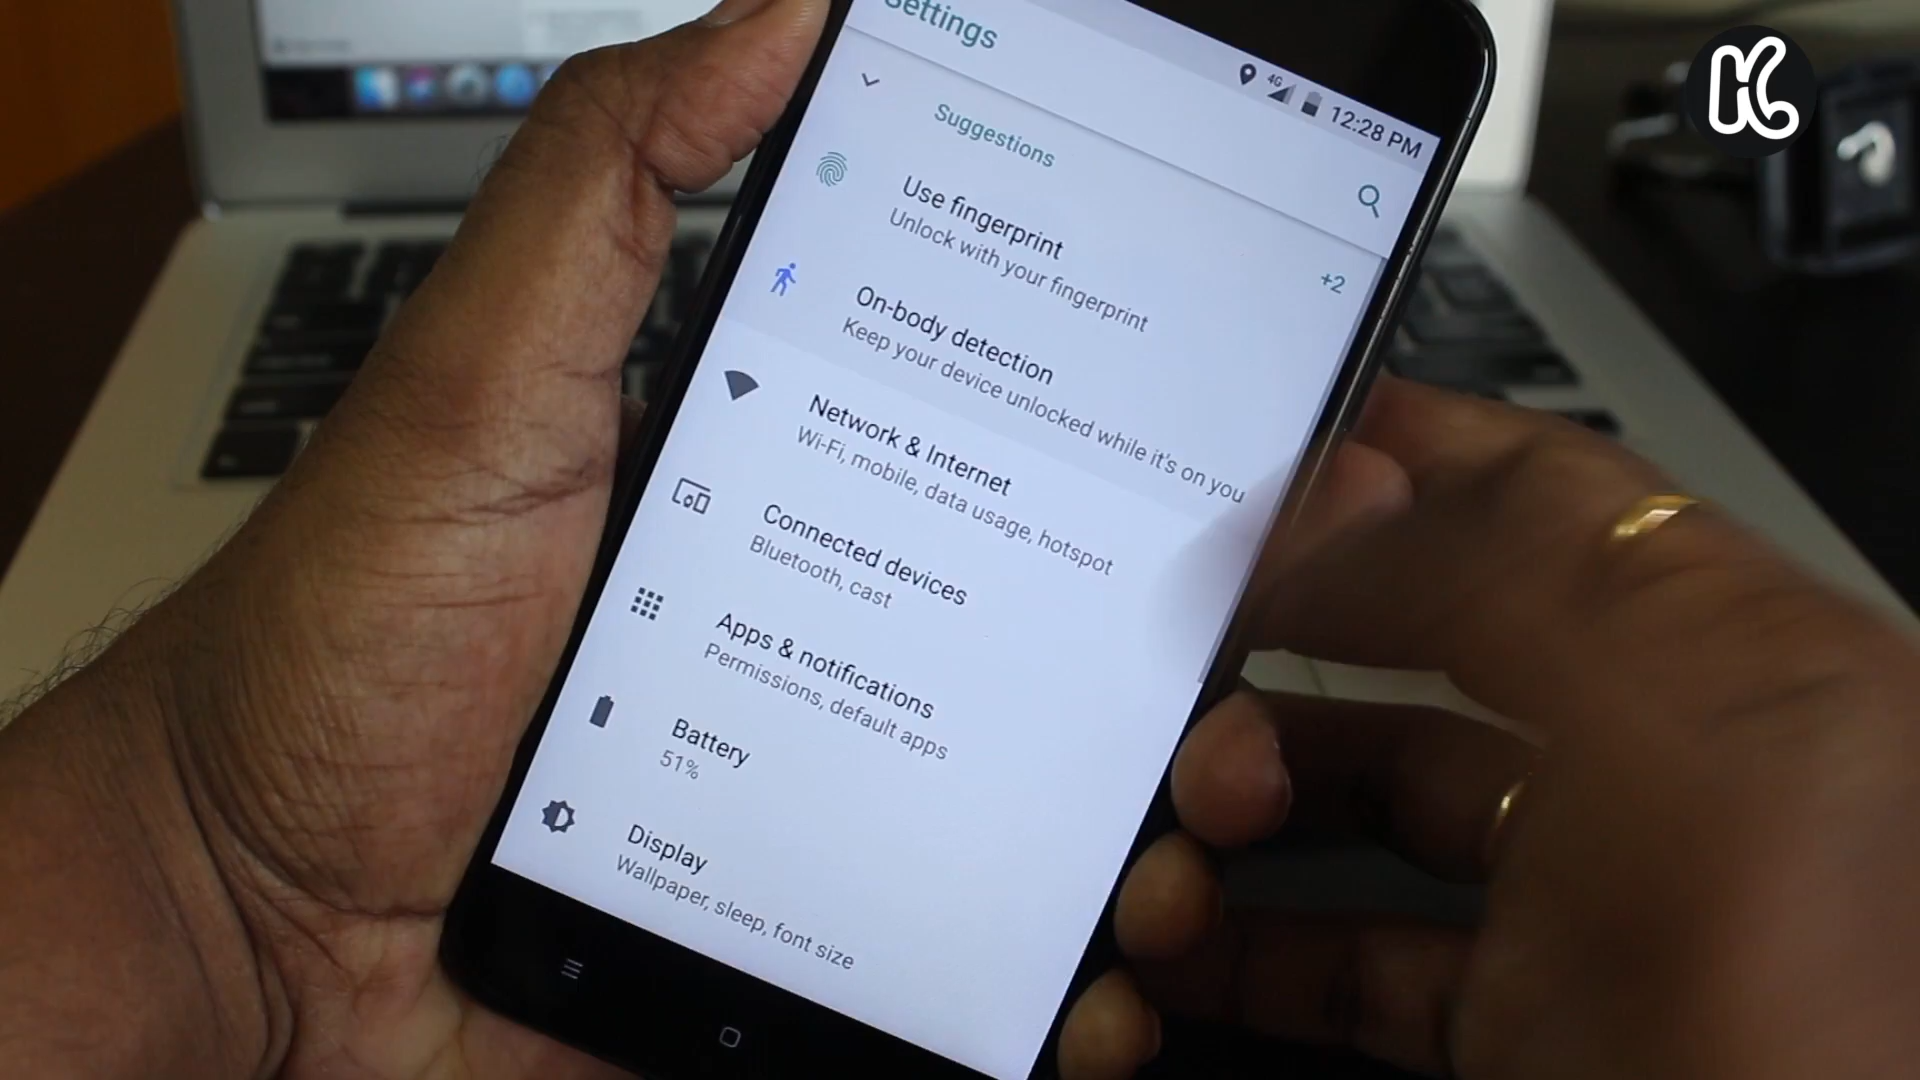 4G
12:28 PM
Settings
Suggestions
+2
Use fingerprint
Unlock with your fingerprint
On-body detection
Keep your device unlocked while it's on you
Network & Internet
Wi-Fi, mobile, data usage, hotspot
Connected devices
Bluetooth, cast
Apps & notifications
Permissions, default apps
Battery
51%
Display
Wallpaper, sleep, font size